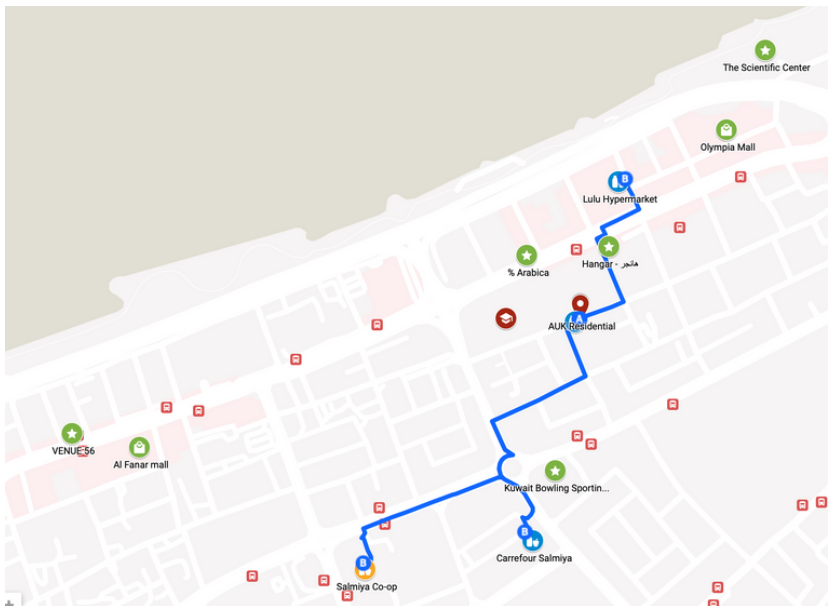 The Scientific Center
Olympia Mall
B
Lulu Hypermarket
Hangar - هانجر
% Arabica
AUK Residential
A
VENUE 56
Al Fanar mall
Kuwait Bowling Sportin...
B
Carrefour Salmiya
B
Salmiya Co-op